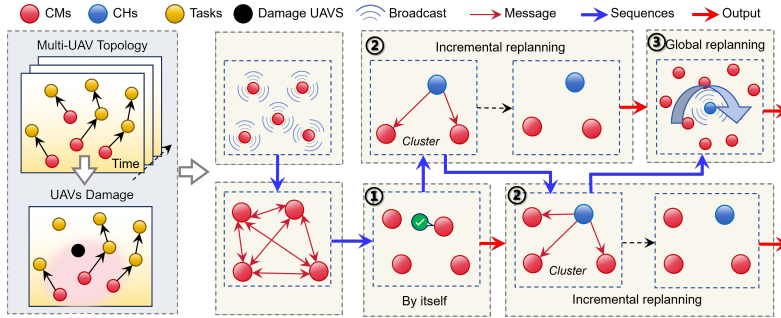 CMs CHs Tasks Damage UAVS Broadcast Message Sequences Output
Multi-UAV Topology
Time
UAVs Damage
② Incremental replanning
Cluster
③ Global replanning
①
By itself
②
Cluster
Incremental replanning